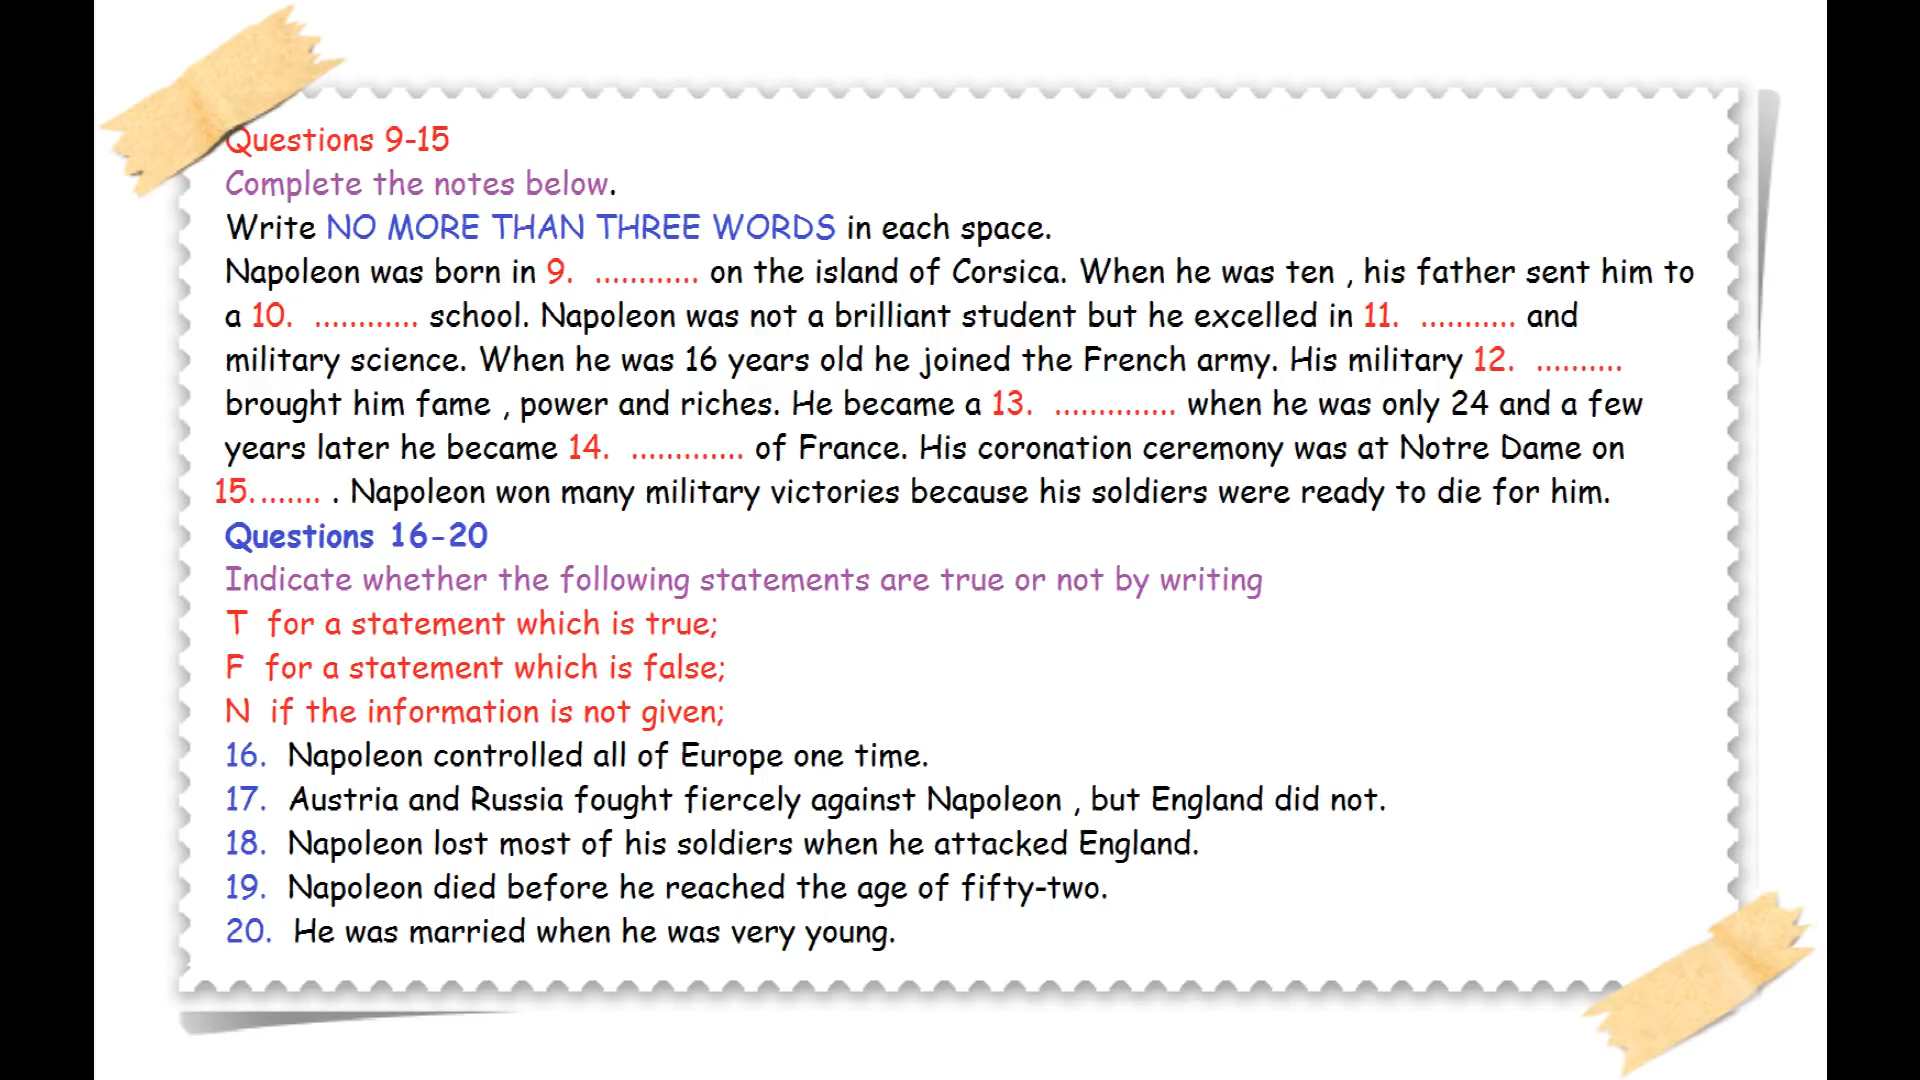 Questions 9-15
Complete the notes below.
Write NO MORE THAN THREE WORDS in each space.
Napoleon was born in 9. ............ on the island of Corsica. When he was ten , his father sent him to
a 10. ............ school. Napoleon was not a brilliant student but he excelled in 11. ........... and
military science. When he was 16 years old he joined the French army. His military 12. ..........
brought him fame , power and riches. He became a 13. .............. when he was only 24 and a few
years later he became 14. ............. of France. His coronation ceremony was at Notre Dame on
15. ....... . Napoleon won many military victories because his soldiers were ready to die for him.
Questions 16-20
Indicate whether the following statements are true or not by writing
T for a statement which is true;
F for a statement which is false;
N if the information is not given;
16. Napoleon controlled all of Europe one time.
17. Austria and Russia fought fiercely against Napoleon , but England did not.
18. Napoleon lost most of his soldiers when he attacked England.
19. Napoleon died before he reached the age of fifty-two.
20. He was married when he was very young.